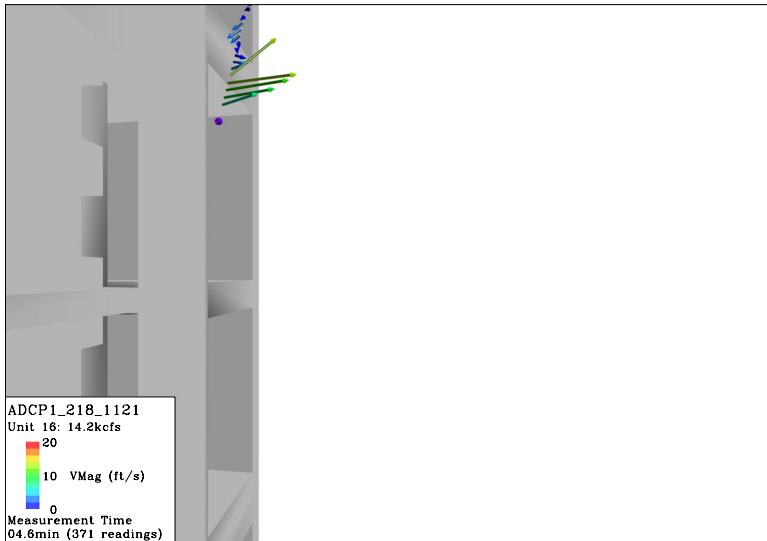 ADCP1_218_1121
Unit 16: 14.2kcfs
20
10 VMag (ft/s)
0
Measurement Time
04.6min (371 readings)